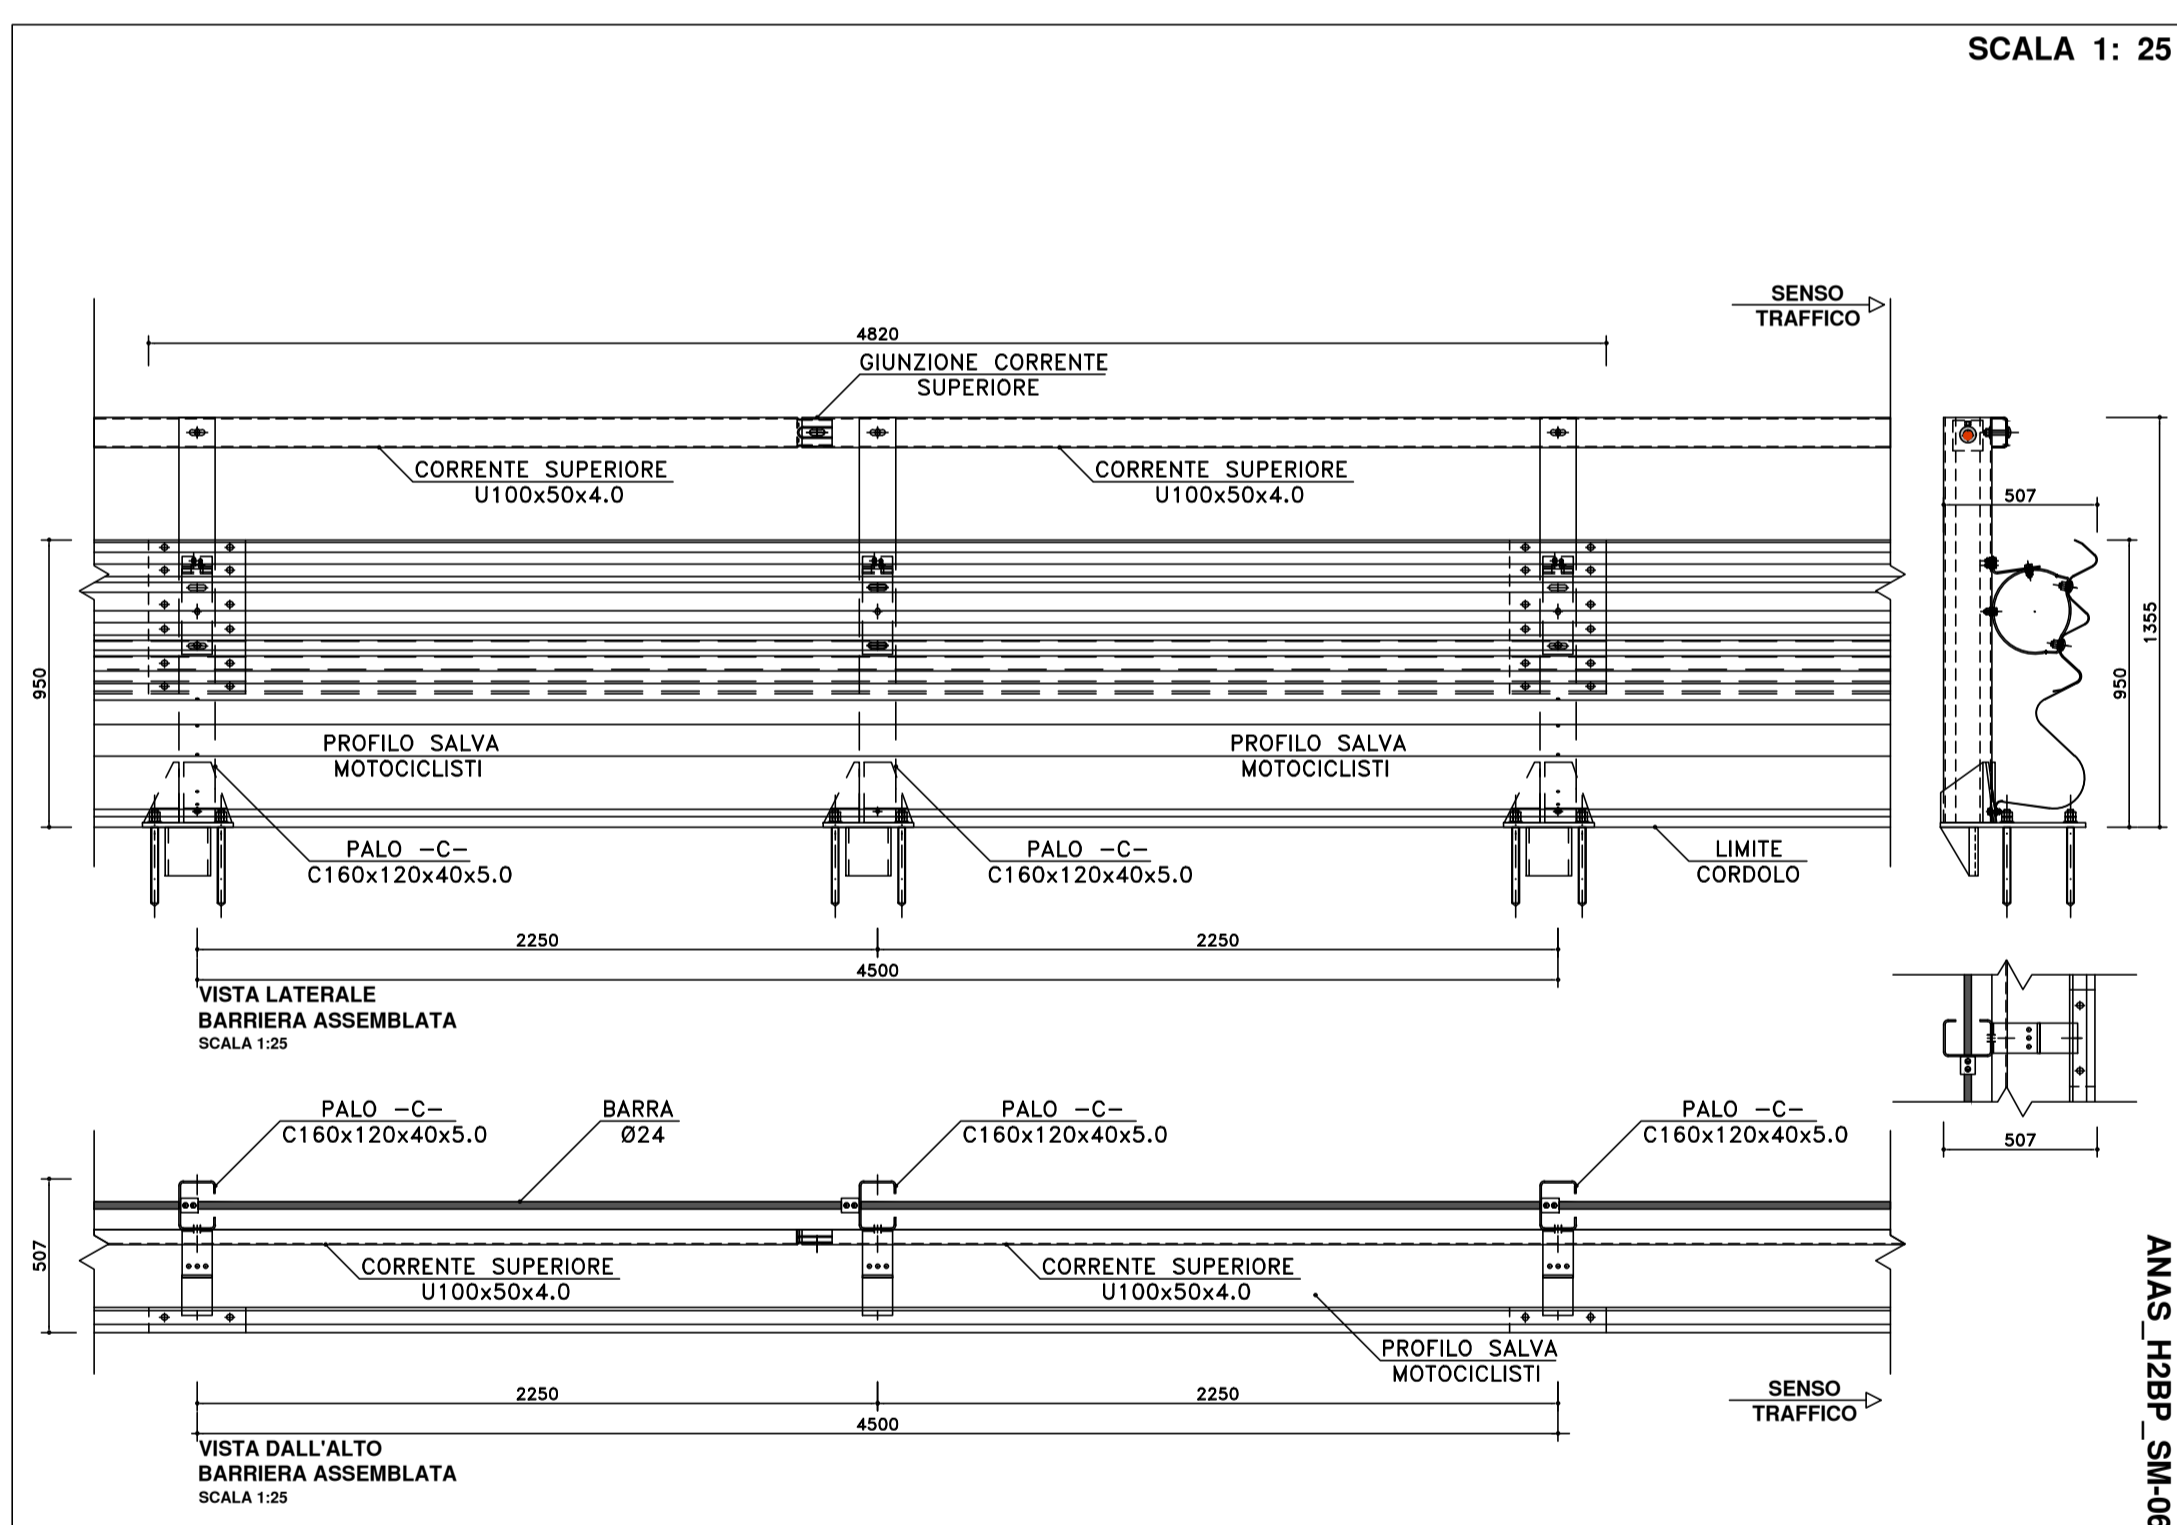 SCALA 1: 25
SENSO
TRAFFICO
4820
GIUNZIONE CORRENTE
SUPERIORE
CORRENTE SUPERIORE
U100x50x4.0
CORRENTE SUPERIORE
U100x50x4.0
507
1355
950
950
PROFILO SALVA
MOTOCICLISTI
PROFILO SALVA
MOTOCICLISTI
PALO -C-
C160x120x40x5.0
PALO -C-
C160x120x40x5.0
LIMITE
CORDOLO
2250
2250
4500
VISTA LATERALE
BARRIERA ASSEMBLATA
SCALA 1:25
PALO -C-
C160x120x40x5.0
BARRA
Ø24
PALO -C-
C160x120x40x5.0
PALO -C-
C160x120x40x5.0
507
507
CORRENTE SUPERIORE
U100x50x4.0
CORRENTE SUPERIORE
U100x50x4.0
PROFILO SALVA
MOTOCICLISTI
2250
2250
4500
SENSO
TRAFFICO
VISTA DALL'ALTO
BARRIERA ASSEMBLATA
SCALA 1:25
ANAS_H2BP_SM-06